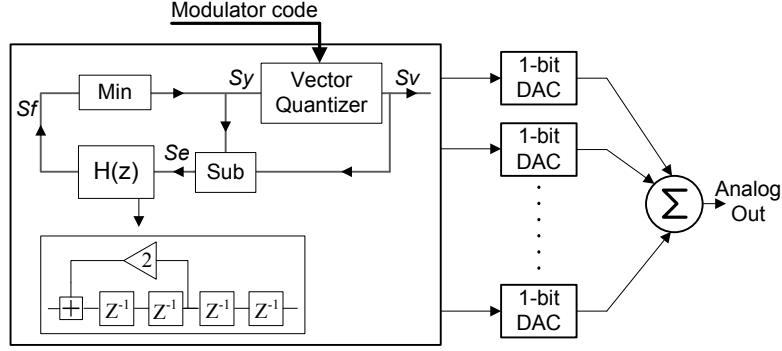 Modulator code
Min
Sf
Sy
Vector
Quantizer
Sv
H(z)
Se
Sub
2
+
Z-1
Z-1
Z-1
Z-1
1-bit
DAC
1-bit
DAC
1-bit
DAC
Σ
Analog
Out